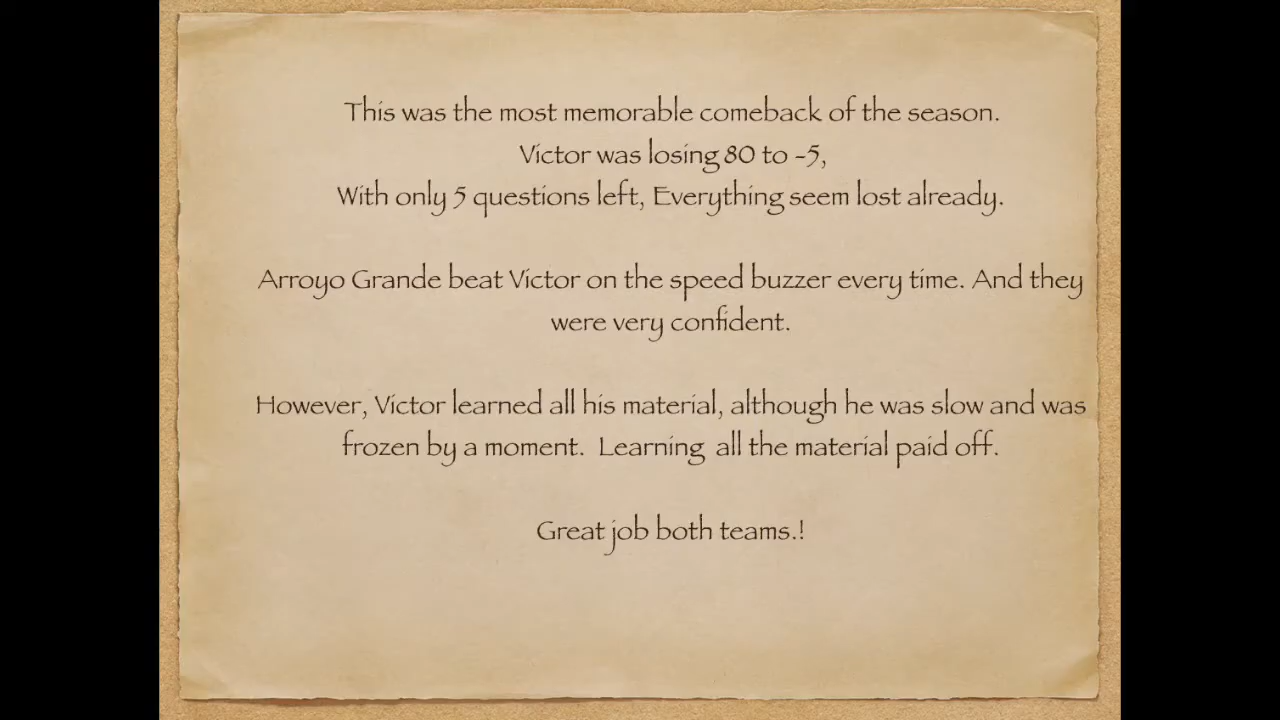 This was the most memorable comeback of the season.
Victor was losing 80 to -5,
With only 5 questions left, Everything seem lost already.
Arroyo Grande beat Victor on the speed buzzer every time. And they
were very confident.
However, Victor learned all his material, although he was slow and was
frozen by a moment. Learning all the material paid off.
Great job both teams.!